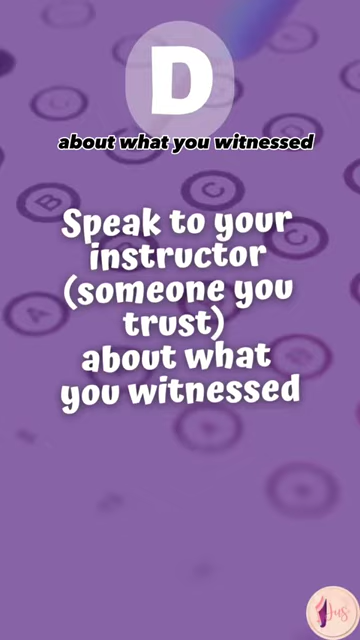 D
about what you witnessed
Speak to your
instructor
(someone you
trust)
about what
you witnessed
B
C
C
A